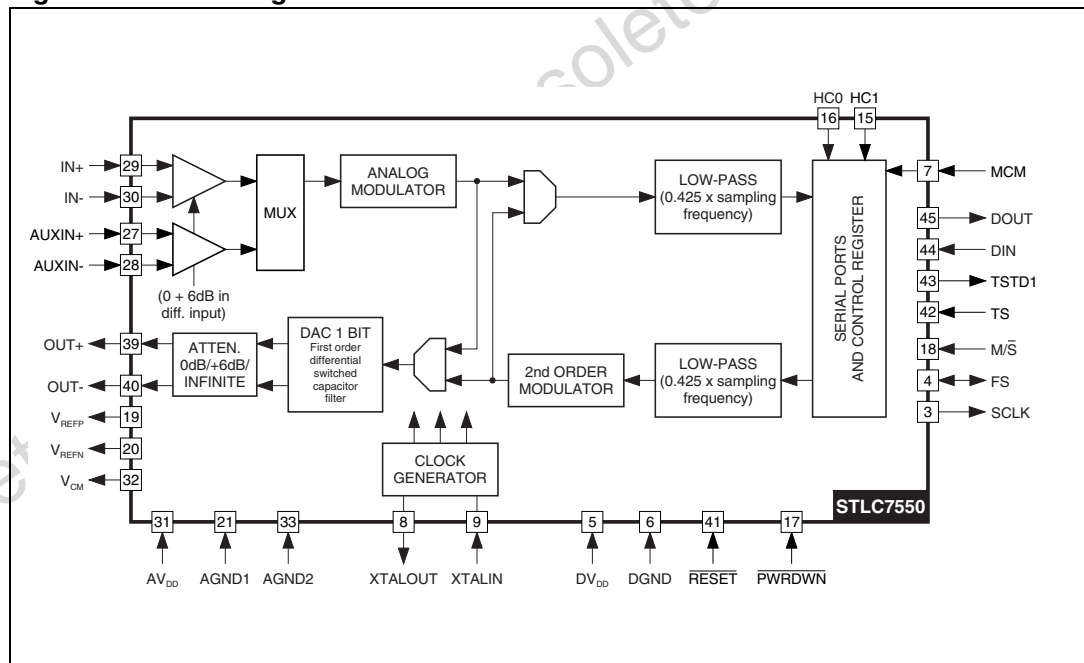 HC0 HC1
16 15
IN+ 29
IN- 30
AUXIN+ 27
AUXIN- 28
(0 + 6dB in
diff. input)
MUX
ANALOG
MODULATOR
LOW-PASS
(0.425 x sampling
frequency)
SERIAL PORTS
AND CONTROL REGISTER
7 MCM
45 DOUT
44 DIN
43 TSTD1
42 TS
18 M/S̅
4 FS
3 SCLK
OUT+ 39
OUT- 40
VREFP 19
VREFN 20
VCM 32
ATTEN.
0dB/+6dB/
INFINITE
DAC 1 BIT
First order
differential
switched
capacitor
filter
2nd ORDER
MODULATOR
LOW-PASS
(0.425 x sampling
frequency)
CLOCK
GENERATOR
STLC7550
31 21 33 8 9 5 6 41 17
AVDD AGND1 AGND2 XTALOUT XTALIN DVDD DGND RESET PWRDWN